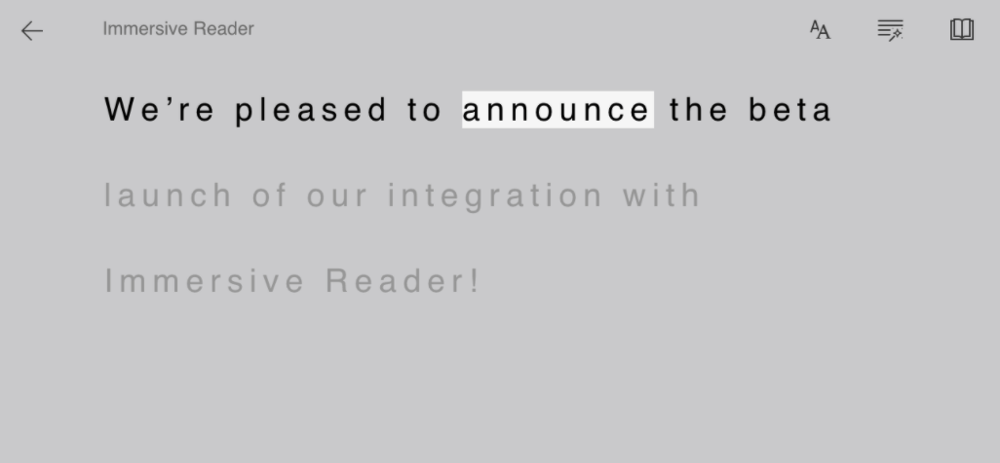 Immersive Reader
We’re pleased to announce the beta
launch of our integration with
Immersive Reader!